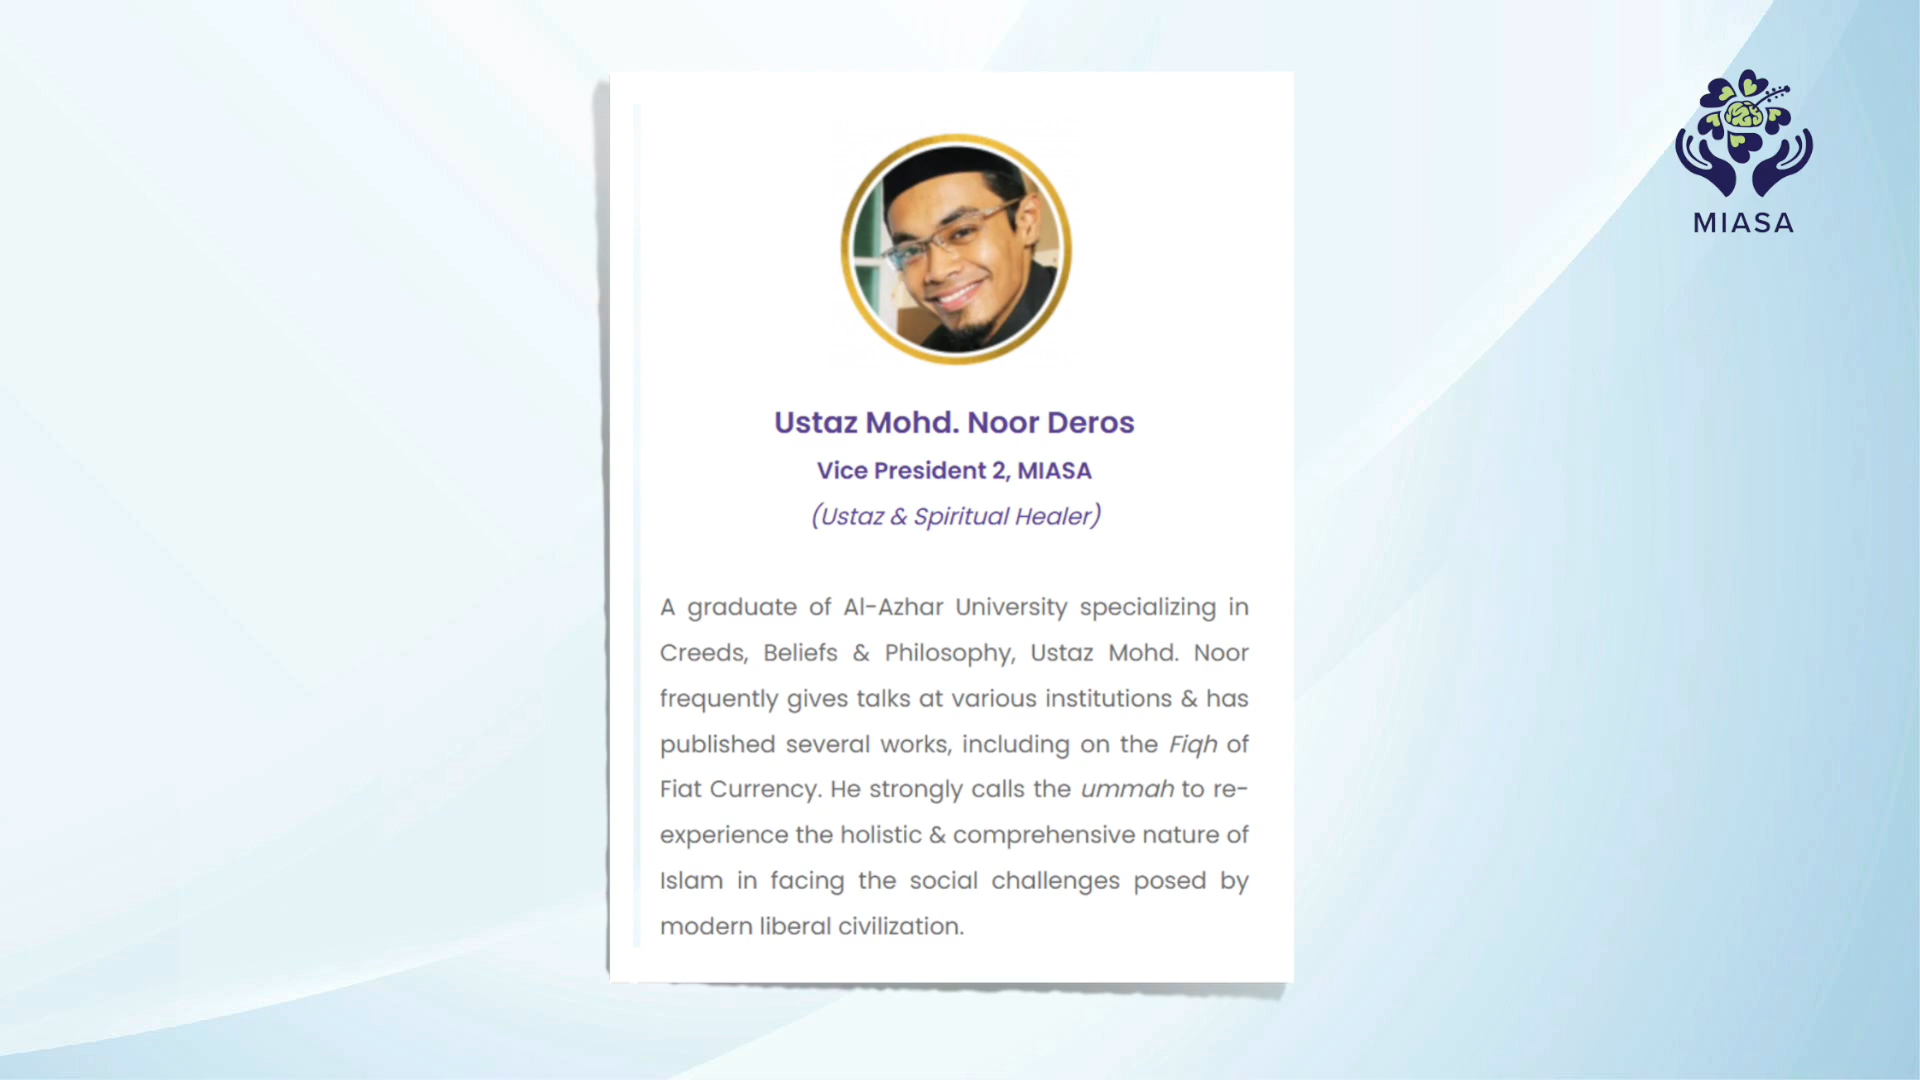 MIASA
Ustaz Mohd. Noor Deros
Vice President 2, MIASA
(Ustaz & Spiritual Healer)
A graduate of Al-Azhar University specializing in
Creeds, Beliefs & Philosophy, Ustaz Mohd. Noor
frequently gives talks at various institutions & has
published several works, including on the Fiqh of
Fiat Currency. He strongly calls the ummah to re-
experience the holistic & comprehensive nature of
Islam in facing the social challenges posed by
modern liberal civilization.